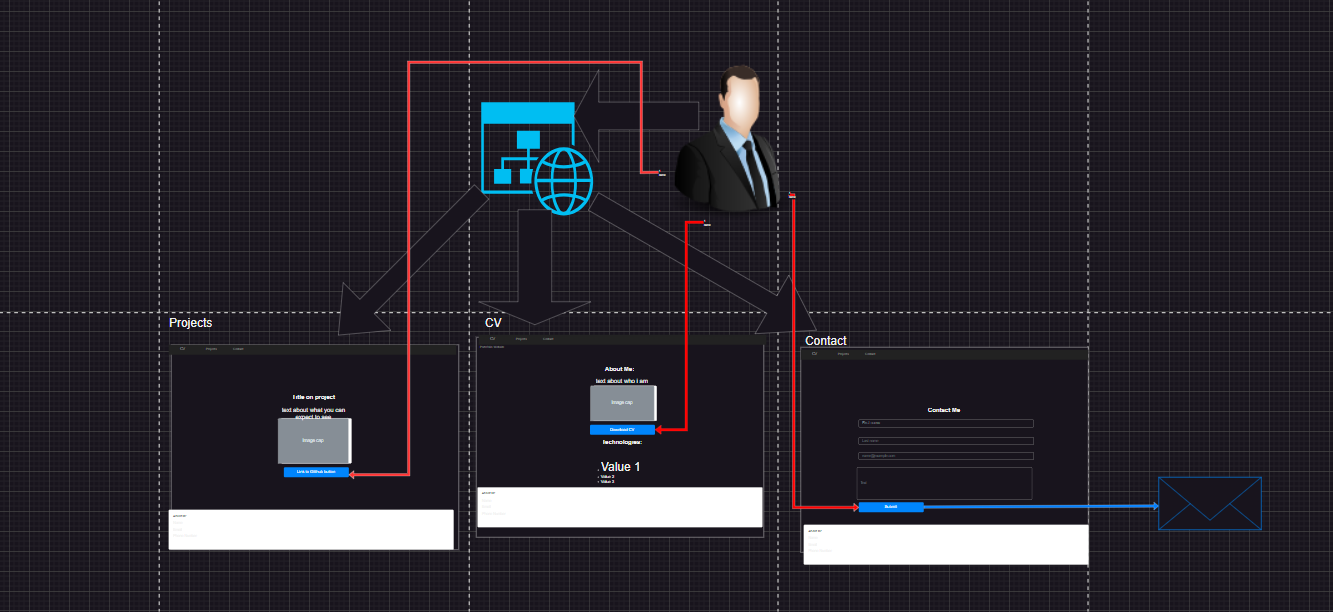 Projects
CV
Contact
CV
Projects
Contact
Title on project
text about what you can
expect to see
Image cap
Link to Github button
CV
Projects
Contact
About Me:
text about who I am
Image cap
Download CV
Technologies:
Value 1
Value 2
Value 3
CV
Projects
Contact
Contact Me
First name
Last name
name@example.com
Submit